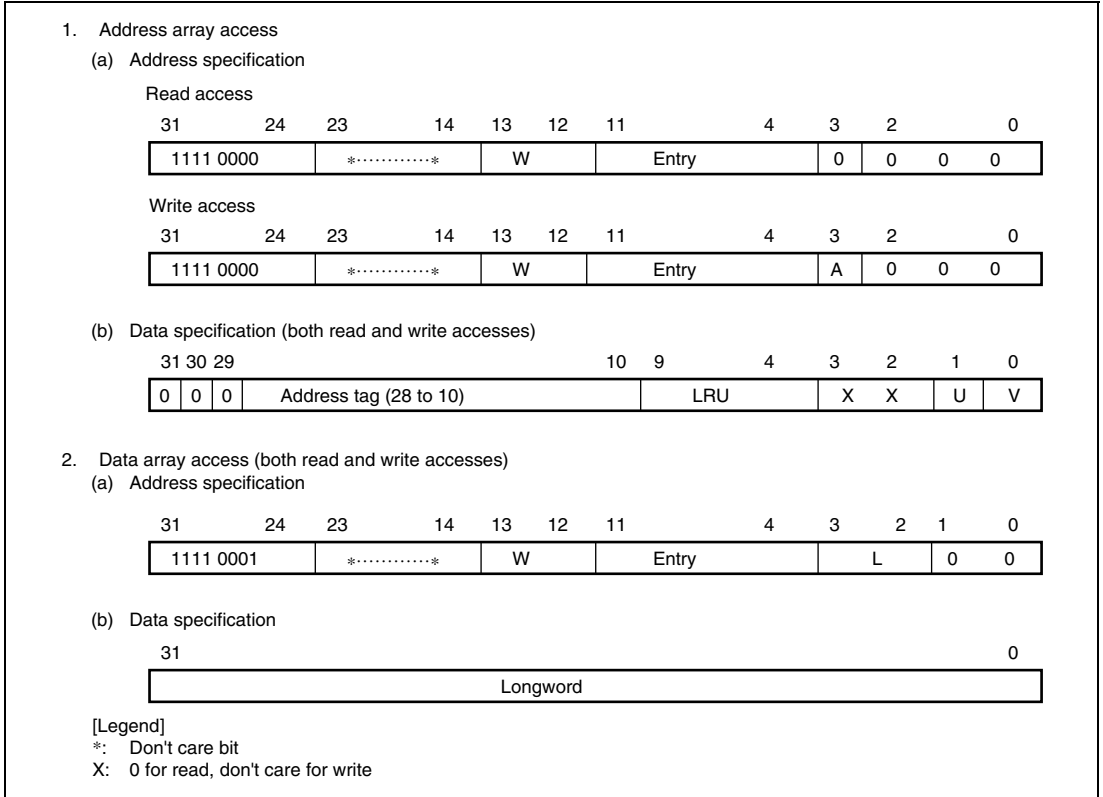 1. Address array access
(a) Address specification
Read access
31 24 23 14 13 12 11 4 3 2 0
1111 0000 *············* W Entry 0 0 0 0
Write access
31 24 23 14 13 12 11 4 3 2 0
1111 0000 *············* W Entry A 0 0 0
(b) Data specification (both read and write accesses)
31 30 29 10 9 4 3 2 1 0
0 0 0 Address tag (28 to 10) LRU X X U V
2. Data array access (both read and write accesses)
(a) Address specification
31 24 23 14 13 12 11 4 3 2 1 0
1111 0001 *············* W Entry L 0 0
(b) Data specification
31 0
Longword
[Legend]
*: Don't care bit
X: 0 for read, don't care for write